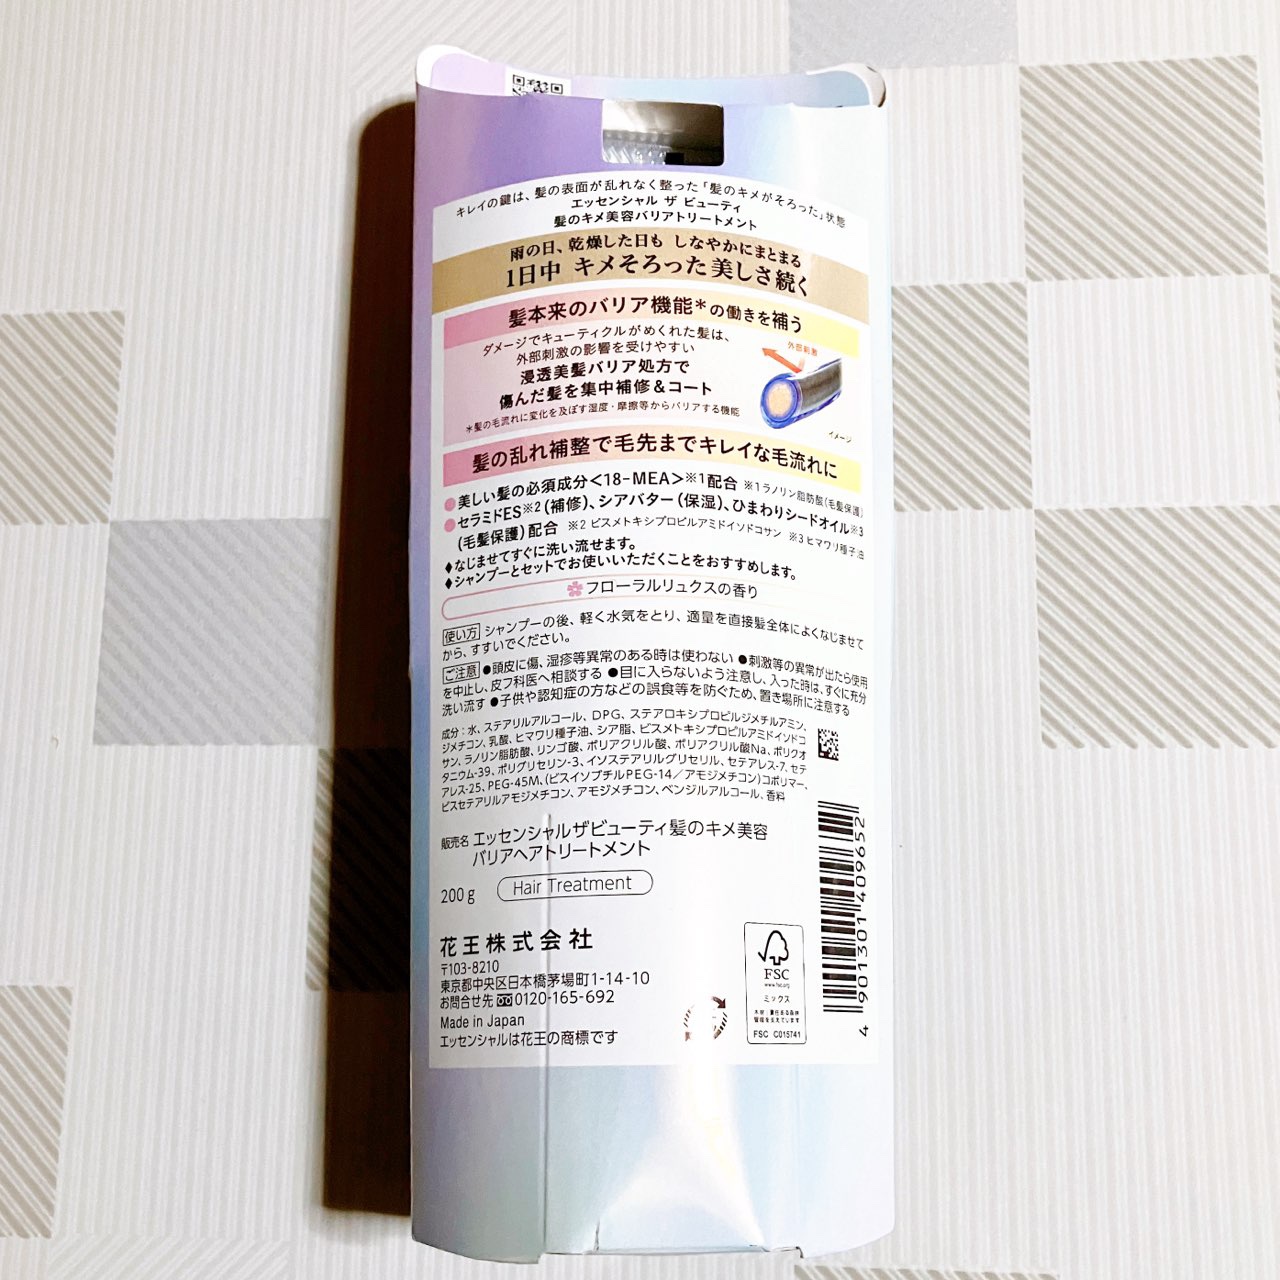 キレイの鍵は、髪の表面が乱れなく整った「髪のキメがそろった」状態
エッセンシャル ザ ビューティ
髪のキメ美容バリアトリートメント
雨の日、乾燥した日も しなやかにまとまる
1日中 キメそろった美しさ続く
髪本来のバリア機能＊の働きを補う
ダメージでキューティクルがめくれた髪は、
外部刺激の影響を受けやすい
浸透美髪バリア処方で
傷んだ髪を集中補修＆コート
＊髪の毛流れに変化を及ぼす湿度・摩擦等からバリアする機能
外部刺激
イメージ
髪の乱れ補整で毛先までキレイな毛流れに
●美しい髪の必須成分＜18-MEA＞※1配合 ※1ラノリン脂肪酸（毛髪保護）
●セラミドES※2（補修）、シアバター（保湿）、ひまわりシードオイル※3
（毛髪保護）配合 ※2 ビスメトキシプロピルアミドイソドコサン ※3 ヒマワリ種子油
♦なじませてすぐに洗い流せます。
♦シャンプーとセットでお使いいただくことをおすすめします。
フローラルリュクスの香り
使い方 シャンプーの後、軽く水気をとり、適量を直接髪全体によくなじませて
から、すすいでください。
ご注意 ●頭皮に傷、湿疹等異常のある時は使わない ●刺激等の異常が出たら使用
を中止し、皮フ科医へ相談する ●目に入らないよう注意し、入った時は、すぐに充分
洗い流す ●子供や認知症の方などの誤食等を防ぐため、置き場所に注意する
成分：水、ステアリルアルコール、DPG、ステアロキシプロピルジメチルアミン、
ジメチコン、乳酸、ヒマワリ種子油、シア脂、ビスメトキシプロピルアミドイソドコ
サン、ラノリン脂肪酸、リンゴ酸、ポリアクリル酸、ポリアクリル酸Na、ポリクオ
タニウム-39、ポリグリセリン-3、イソステアリルグリセリル、セテアレス-7、セテ
アレス-25、PEG-45M、（ビスイソブチルPEG-14／アモジメチコン）コポリマー、
ビスセテアリルアモジメチコン、アモジメチコン、ベンジルアルコール、香料
販売名 エッセンシャルザビューティ髪のキメ美容
バリアヘアトリートメント
200g Hair Treatment
花王株式会社
〒103-8210
東京都中央区日本橋茅場町1-14-10
お問合せ先 0120-165-692
Made in Japan
エッセンシャルは花王の商標です
FSC
www.fsc.org
ミックス
木材｜責任ある森林
管理を支えています
FSC C015741
4 901301 409652